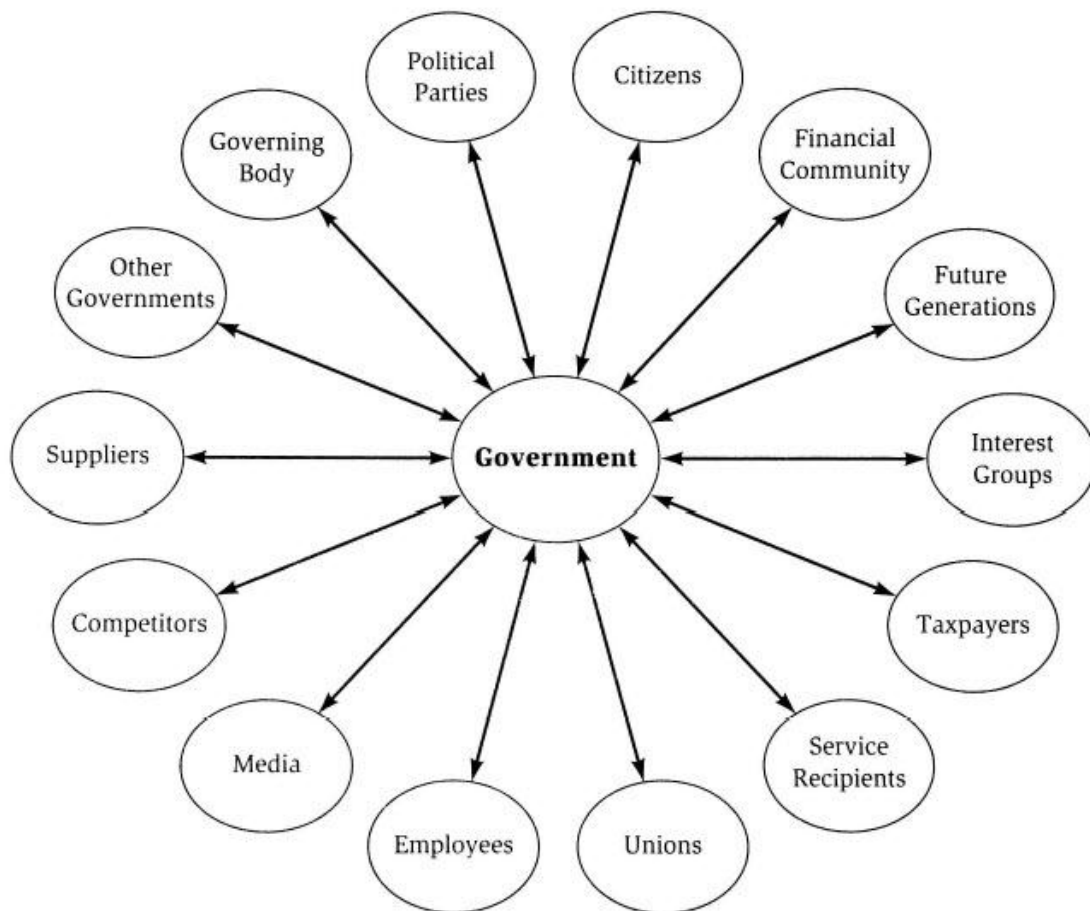 Political
Parties
Citizens
Governing
Body
Financial
Community
Other
Governments
Future
Generations
Suppliers
Government
Interest
Groups
Competitors
Taxpayers
Media
Service
Recipients
Employees
Unions